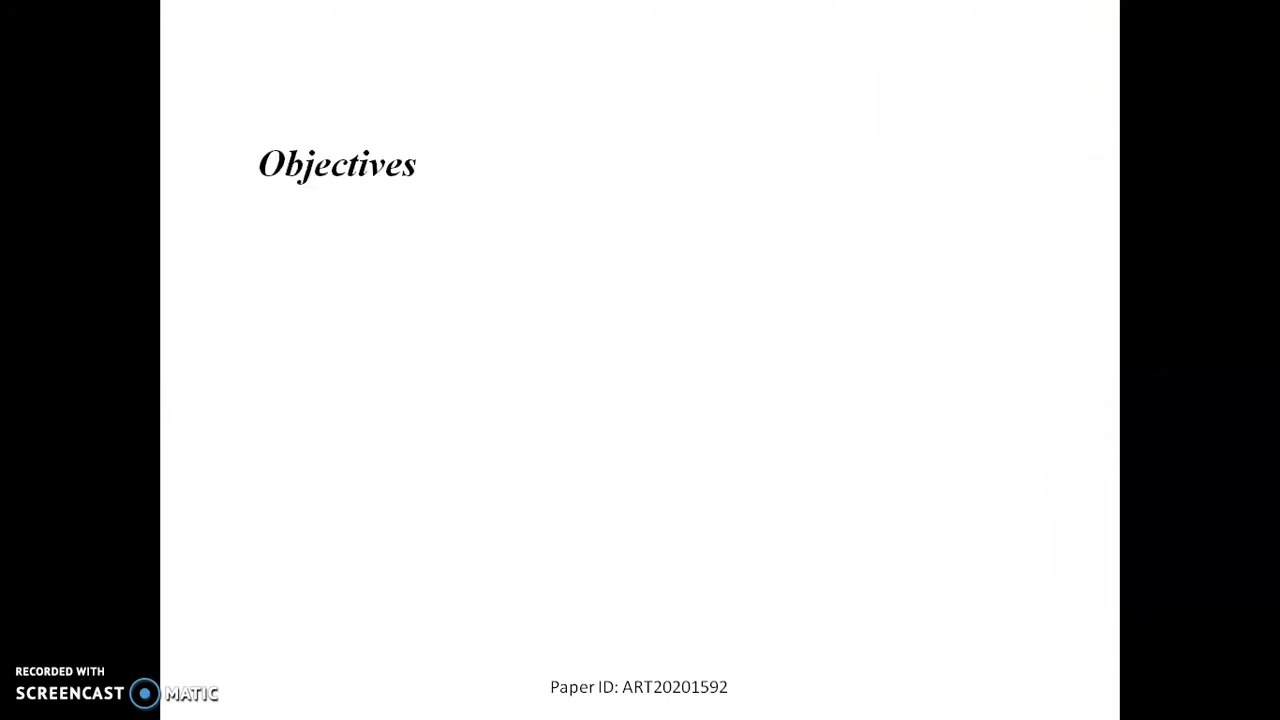 Objectives
Paper ID: ART20201592
RECORDED WITH
SCREENCAST MATIC